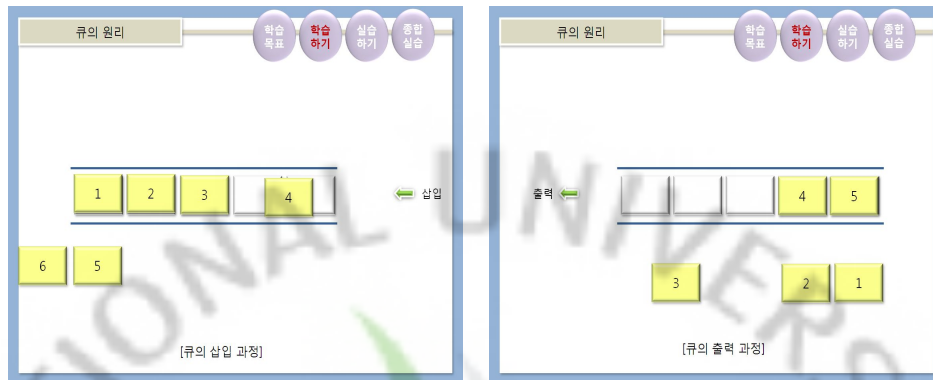 큐의 원리
학습
목표
학습
하기
실습
하기
종합
실습
1 2 3 4
삽입
6 5
[큐의 삽입 과정]
큐의 원리
학습
목표
학습
하기
실습
하기
종합
실습
출력
4 5
3 2 1
[큐의 출력 과정]
TIONAL UNIVERS